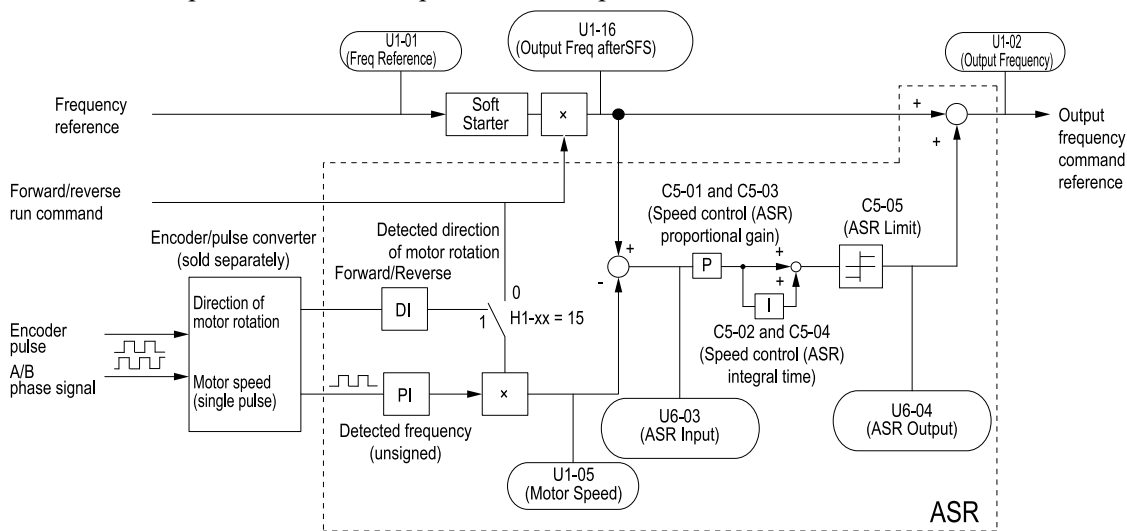 U1-01
(Freq Reference)
U1-16
(Output Freq afterSFS)
U1-02
(Output Frequency)
Frequency
reference
Soft
Starter
×
+
+
Output
frequency
command
reference
Forward/reverse
run command
C5-01 and C5-03
(Speed control (ASR)
proportional gain)
C5-05
(ASR Limit)
Detected direction
of motor rotation
Encoder/pulse converter
(sold separately)
Forward/Reverse
+
-
P
+
+
I
Direction of
motor rotation
DI
0
1
H1-xx = 15
C5-02 and C5-04
(Speed control (ASR)
integral time)
Encoder
pulse
A/B
phase signal
Motor speed
(single pulse)
PI
×
Detected frequency
(unsigned)
U6-03
(ASR Input)
U6-04
(ASR Output)
U1-05
(Motor Speed)
ASR